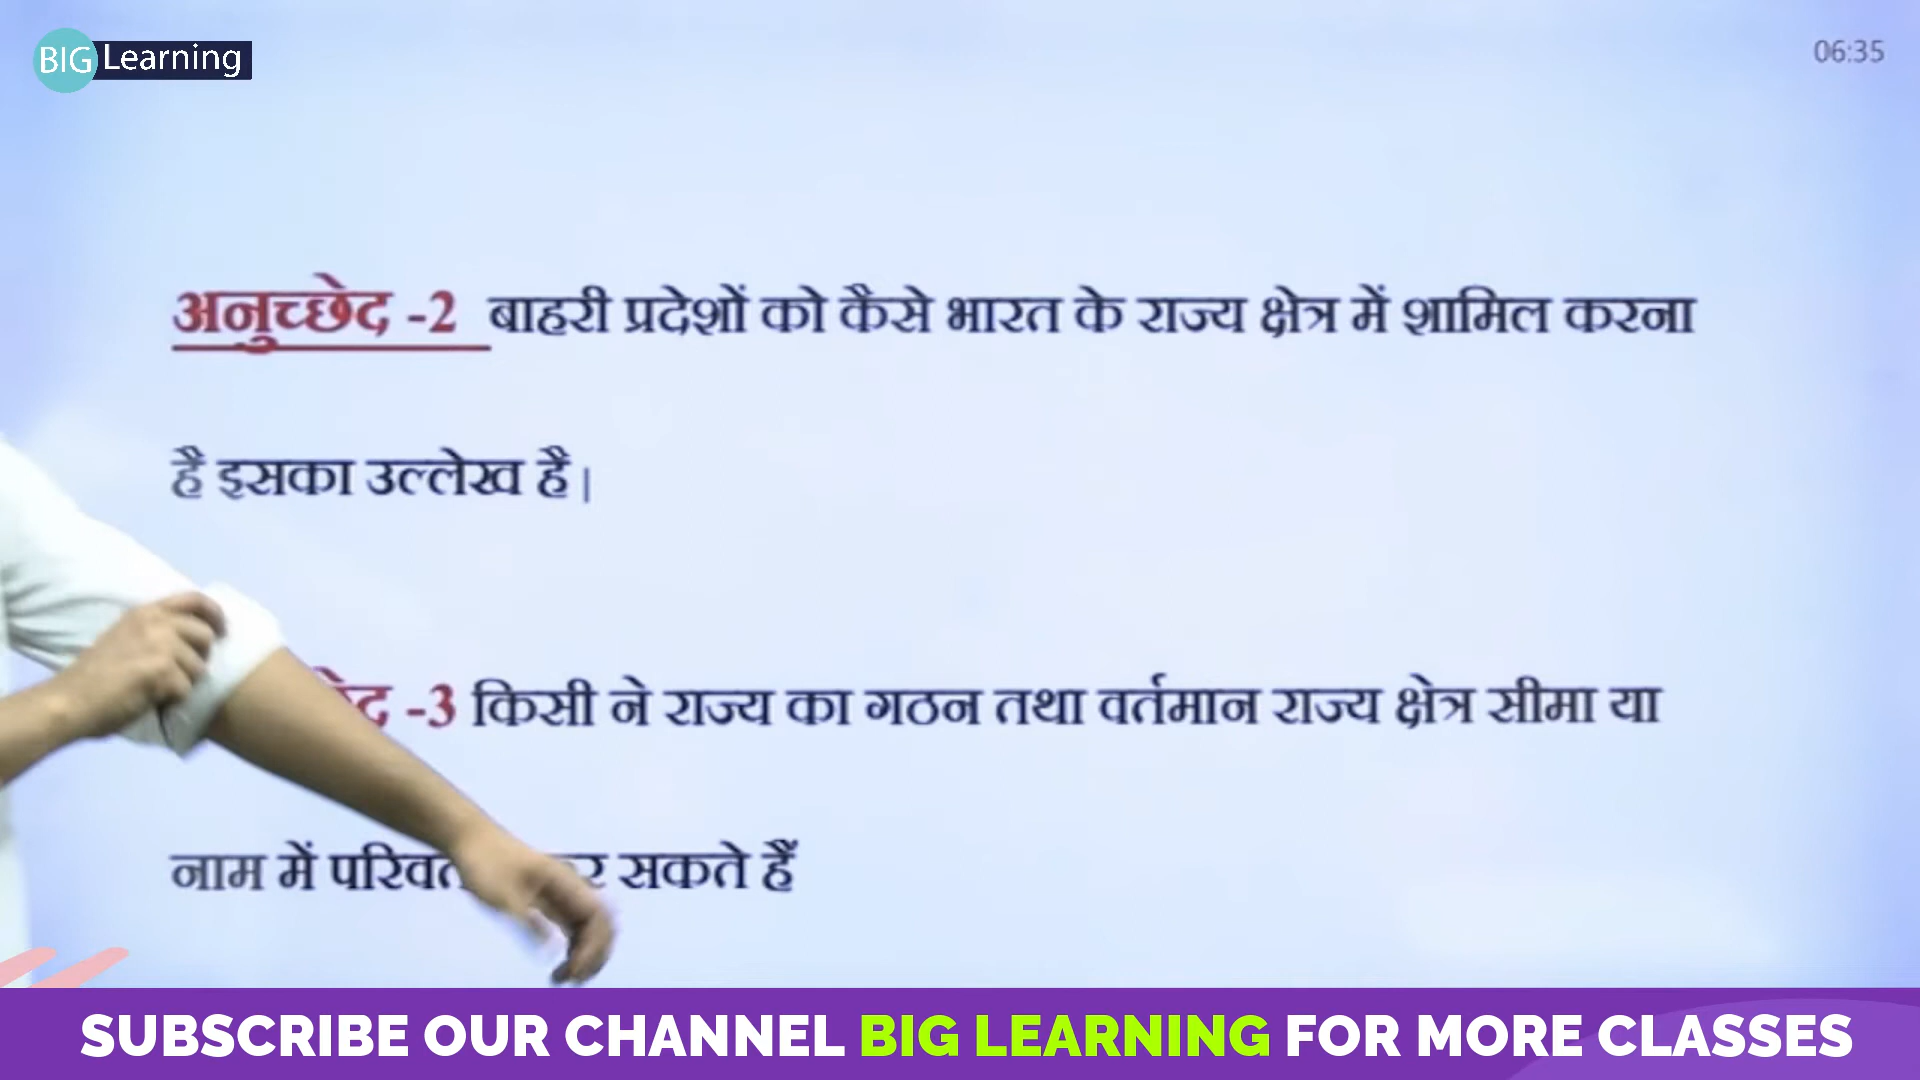 BIG Learning
06:35
अनुच्छेद -2 बाहरी प्रदेशों को कैसे भारत के राज्य क्षेत्र में शामिल करना
है इसका उल्लेख है।
-3 किसी ने राज्य का गठन तथा वर्तमान राज्य क्षेत्र सीमा या
नाम में सकते हैं
SUBSCRIBE OUR CHANNEL BIG LEARNING FOR MORE CLASSES